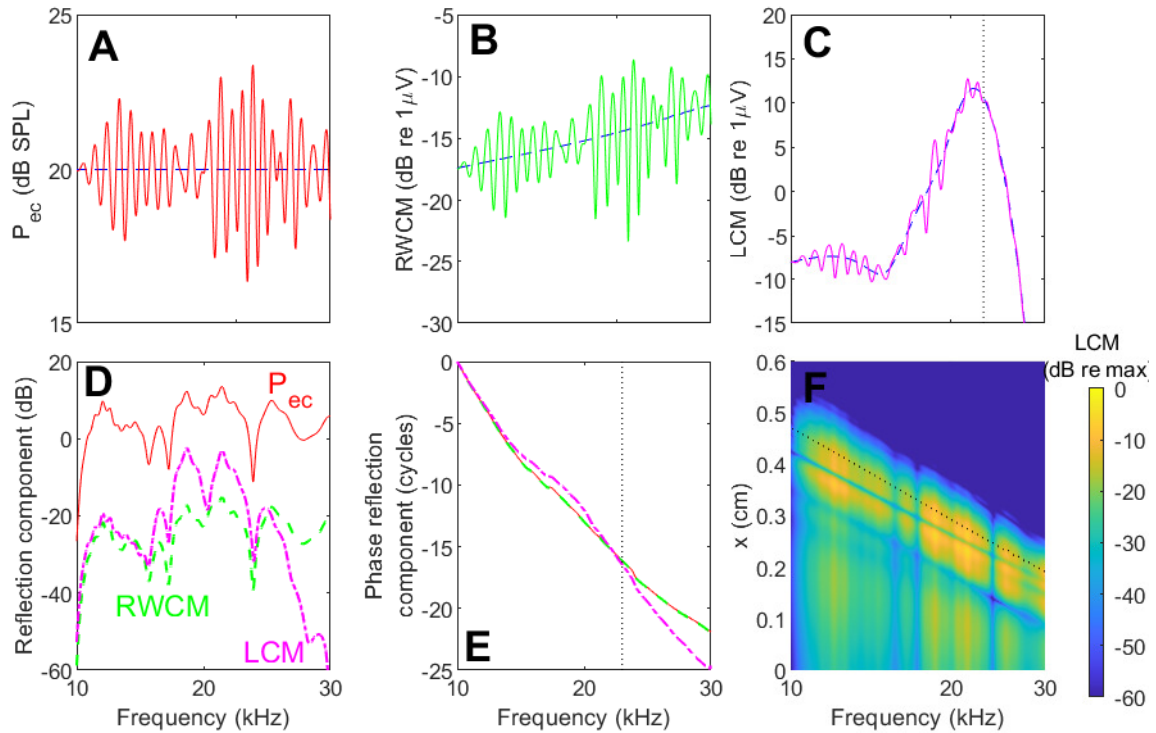 A
P_ec (dB SPL)
25
20
15
B
RWCM (dB re 1μV)
-5
-10
-15
-20
-25
-30
C
LCM (dB re 1μV)
20
15
10
5
0
-5
-10
-15
D
P_ec
RWCM
LCM
Reflection component (dB)
20
0
-20
-40
-60
10
20
30
Frequency (kHz)
E
Phase reflection
component (cycles)
0
-5
-10
-15
-20
-25
10
20
30
Frequency (kHz)
F
x (cm)
0.6
0.5
0.4
0.3
0.2
0.1
0
10
20
30
Frequency (kHz)
LCM
(dB re max)
0
-10
-20
-30
-40
-50
-60